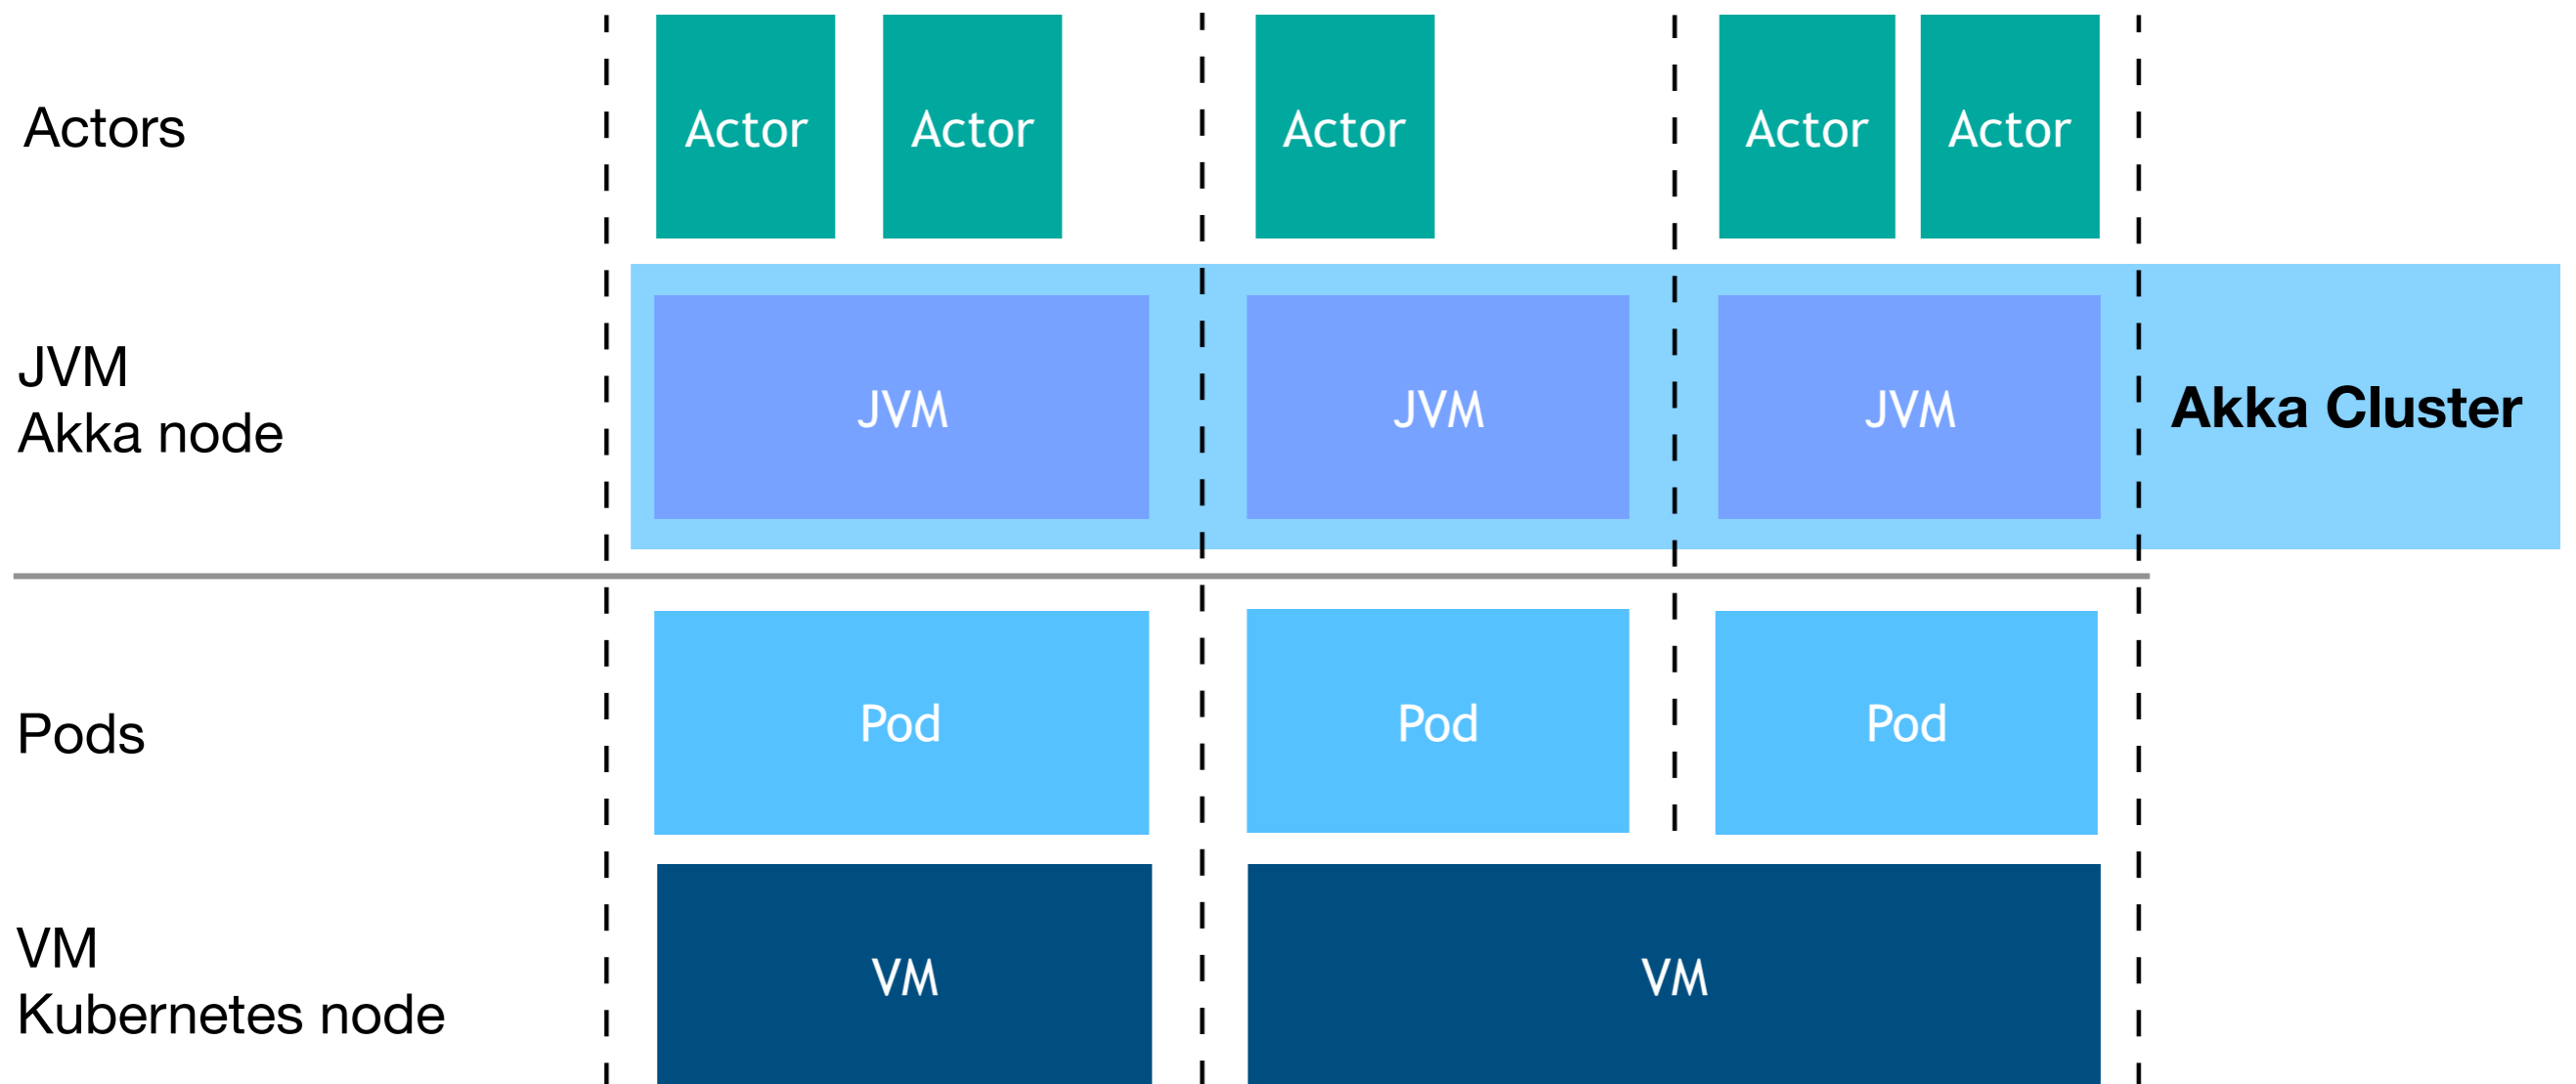 Actors
Actor Actor Actor Actor Actor
JVM
Akka node
JVM JVM JVM Akka Cluster
Pods
Pod Pod Pod
VM
Kubernetes node
VM VM